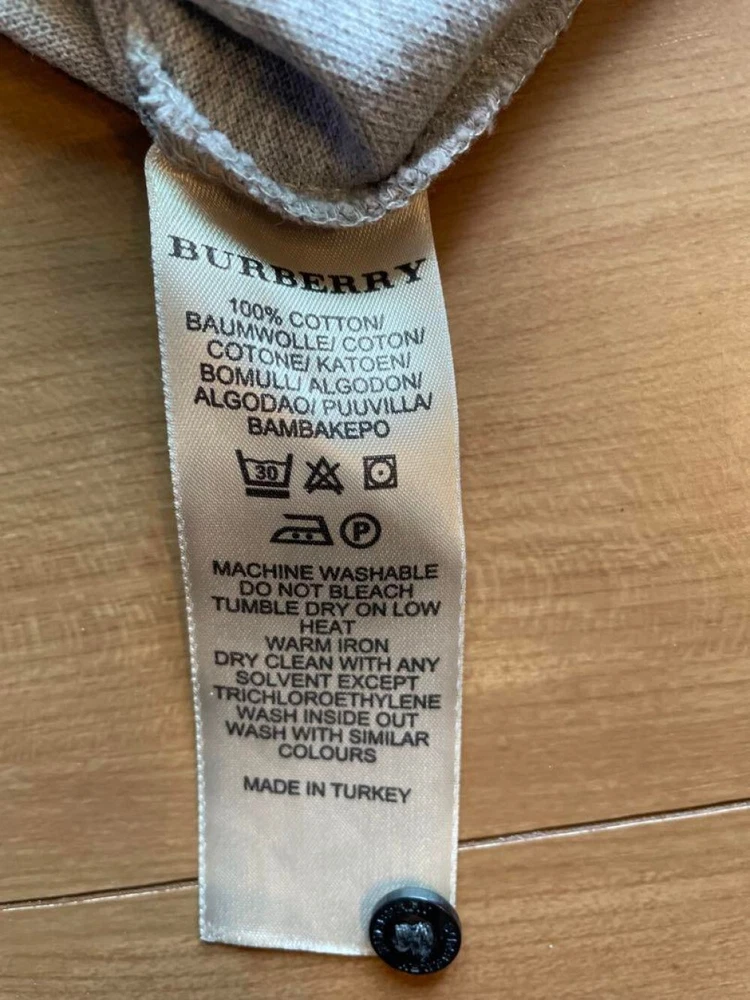 BURBERRY
100% COTTON/
BAUMWOLLE/ COTON/
COTONE/ KATOEN/
BOMULL/ ALGODON/
ALGODAO/ PUUVILLA/
BAMBAKEPO
30
P
MACHINE WASHABLE
DO NOT BLEACH
TUMBLE DRY ON LOW
HEAT
WARM IRON
DRY CLEAN WITH ANY
SOLVENT EXCEPT
TRICHLOROETHYLENE
WASH INSIDE OUT
WASH WITH SIMILAR
COLOURS
MADE IN TURKEY